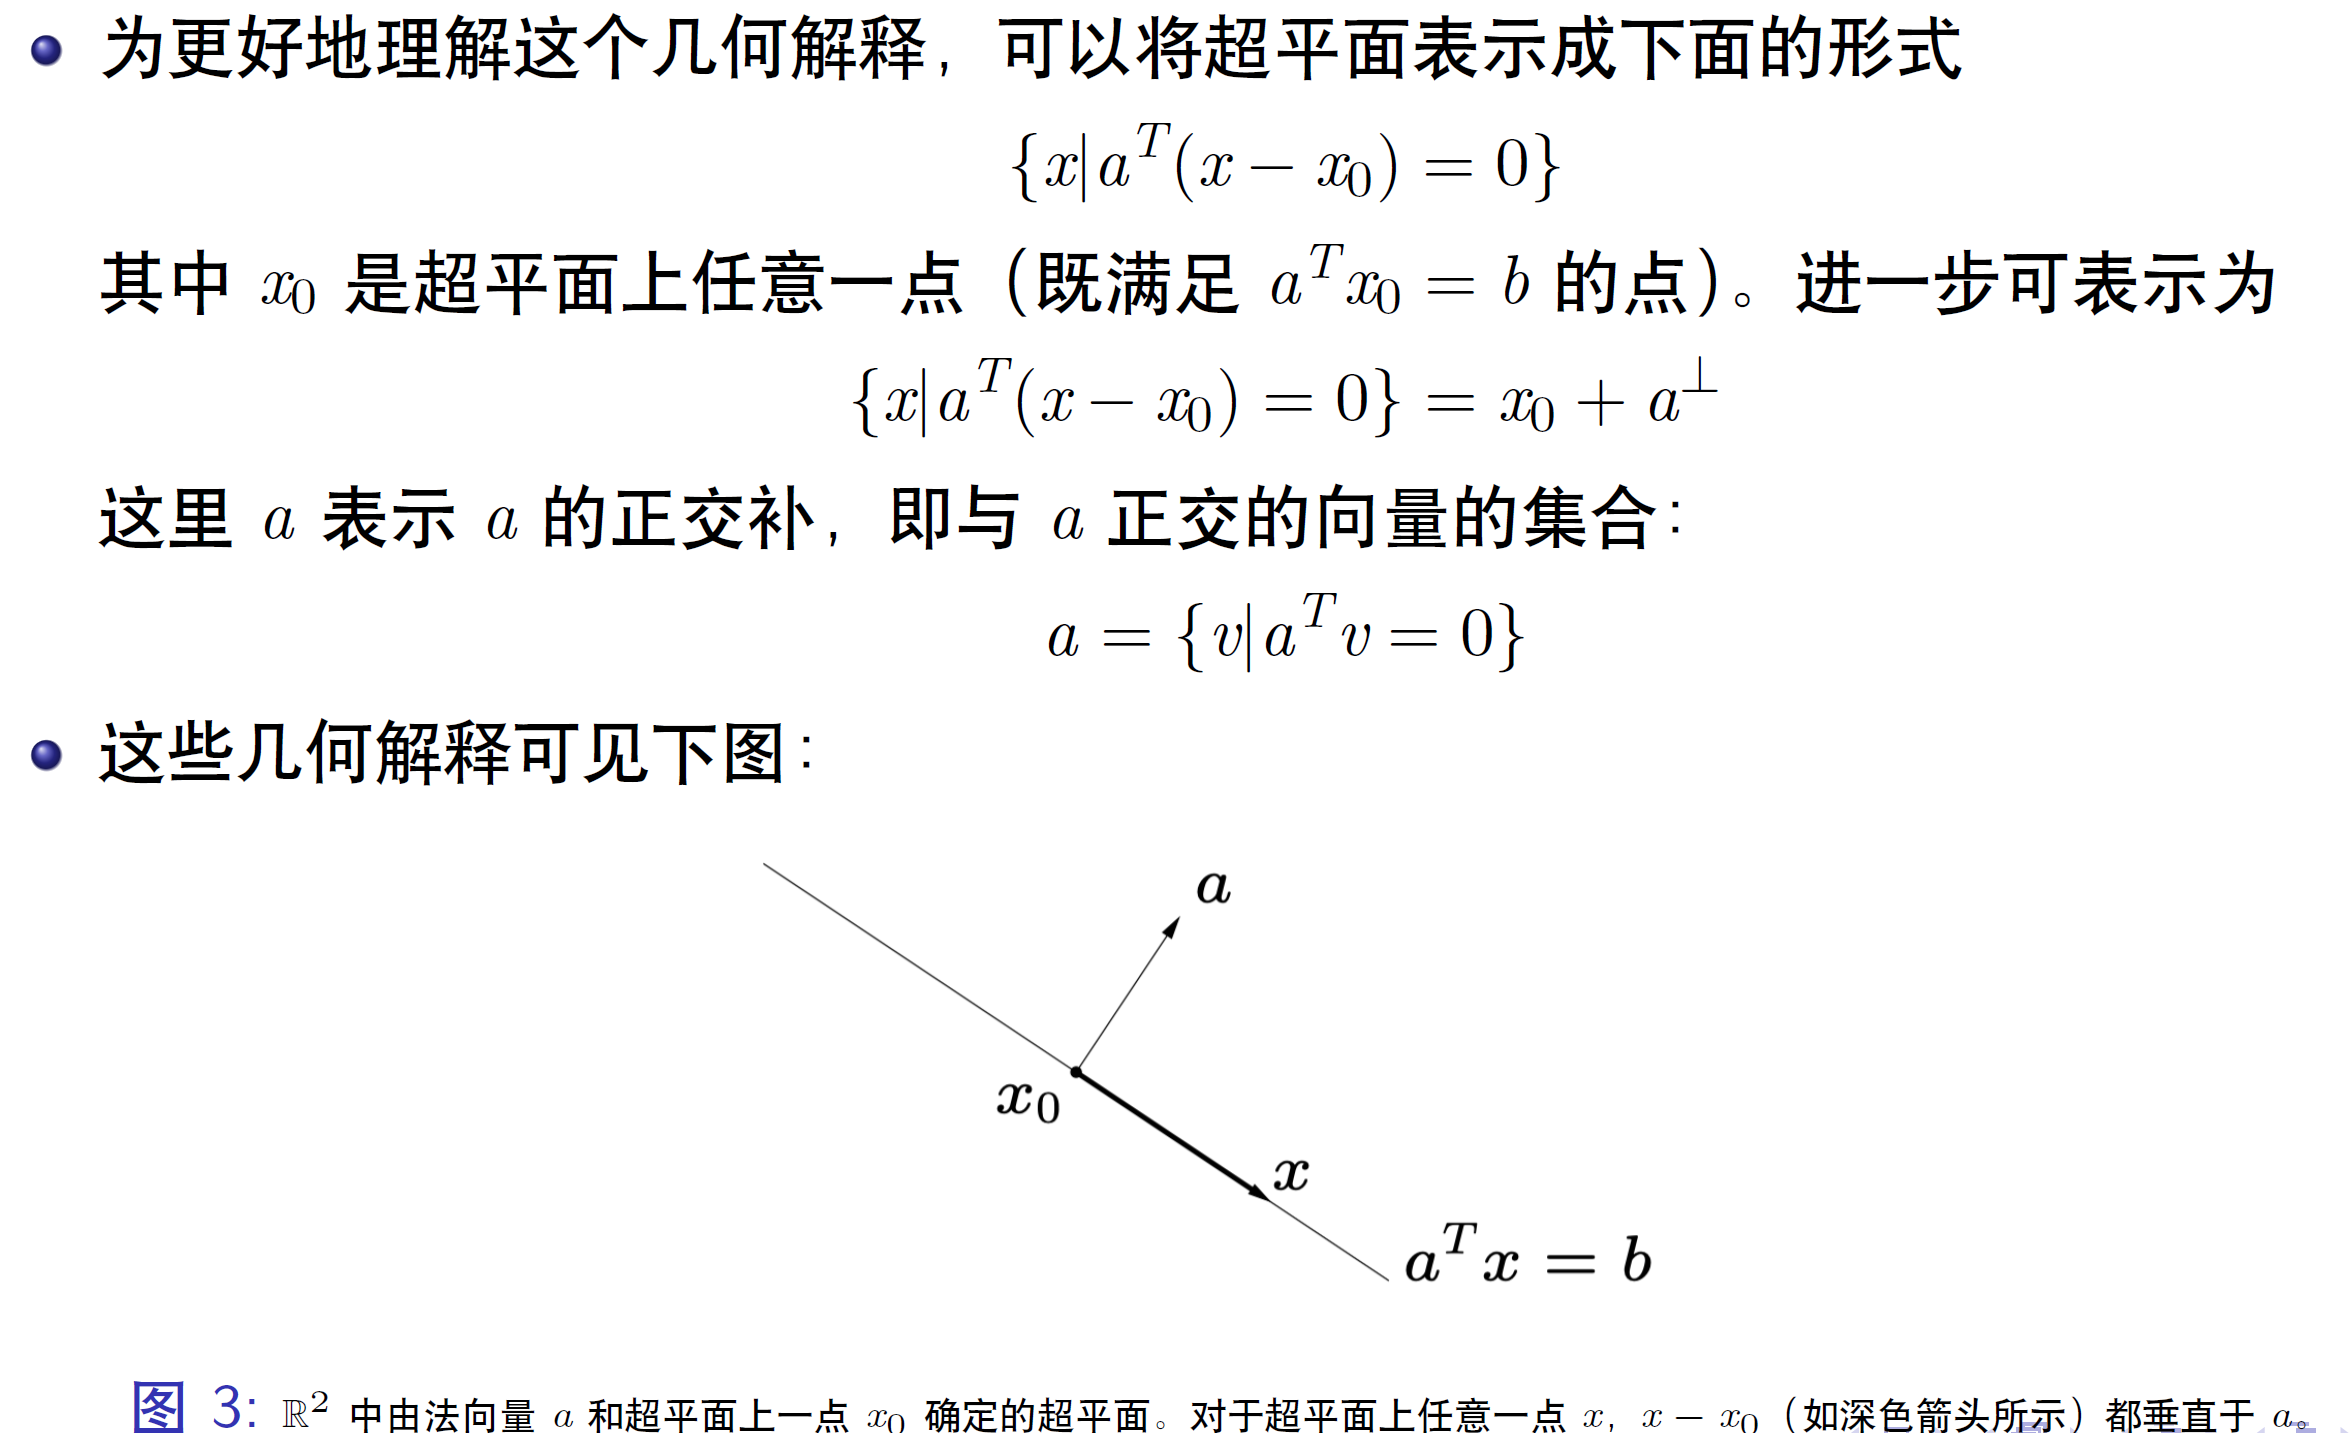 为更好地理解这个几何解释，可以将超平面表示成下面的形式
{x|a^T(x − x_0) = 0}
其中 x_0 是超平面上任意一点（既满足 a^T x_0 = b 的点）。进一步可表示为
{x|a^T(x − x_0) = 0} = x_0 + a^⊥
这里 a 表示 a 的正交补，即与 a 正交的向量的集合：
a = {v|a^T v = 0}
这些几何解释可见下图：
a
x_0
x
a^T x = b
图 3: ℝ^2 中由法向量 a 和超平面上一点 x_0 确定的超平面。对于超平面上任意一点 x，x − x_0（如深色箭头所示）都垂直于 a。